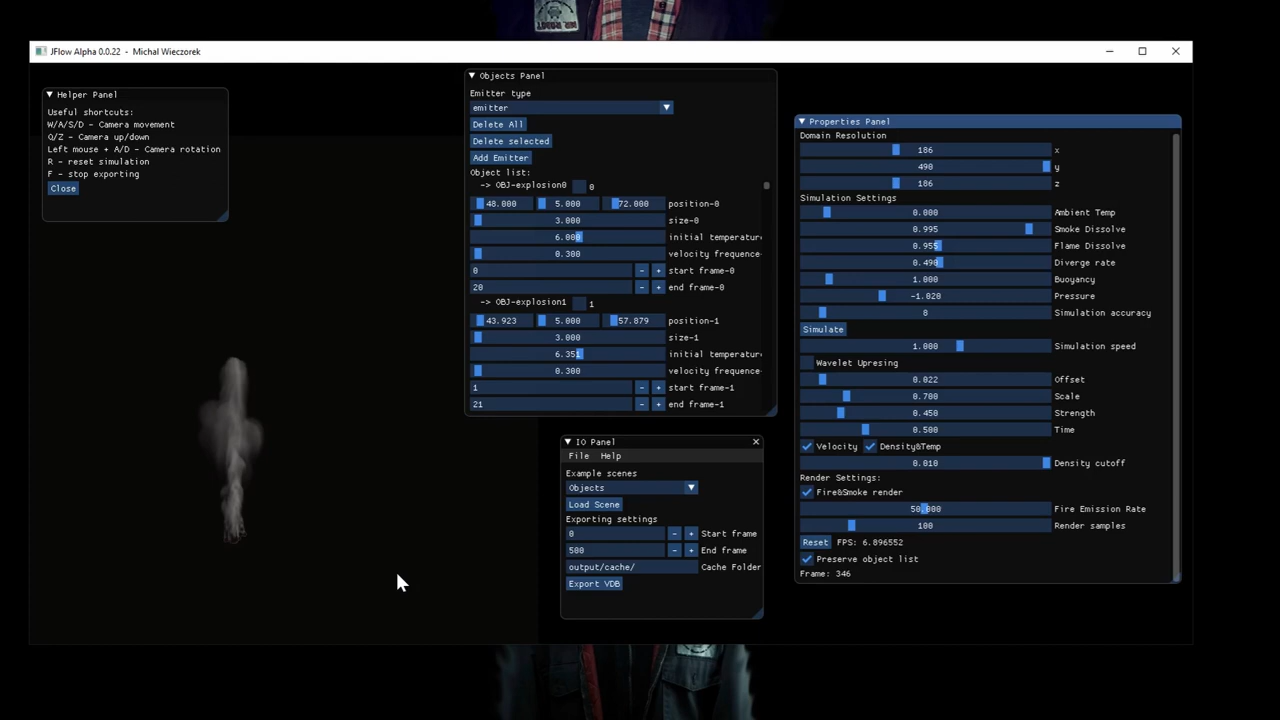 JFlow Alpha 0.0.22 - Michal Wieczorek
Helper Panel
Useful shortcuts:
W/A/S/D - Camera movement
Q/Z - Camera up/down
Left mouse + A/D - Camera rotation
R - reset simulation
F - stop exporting
Close
Objects Panel
Emitter type
emitter
Delete All
Delete selected
Add Emitter
Object list:
-> OBJ-explosion0 0
48.000 5.000 72.000 position-0
3.000 size-0
6.000 initial temperature
0.300 velocity frequence
0 - + start frame-0
20 - + end frame-0
-> OBJ-explosion1 1
43.923 5.000 57.879 position-1
3.000 size-1
6.351 initial temperature
0.300 velocity frequence
1 - + start frame-1
21 - + end frame-1
IO Panel
File Help
Example scenes
Objects
Load Scene
Exporting settings
0 - + Start frame
500 - + End frame
output/cache/ Cache Folder
Export VDB
Properties Panel
Domain Resolution
186 x
490 y
186 z
Simulation Settings
0.000 Ambient Temp
0.995 Smoke Dissolve
0.955 Flame Dissolve
0.490 Diverge rate
1.000 Buoyancy
-1.020 Pressure
8 Simulation accuracy
Simulate
1.000 Simulation speed
Wavelet Upresing
0.022 Offset
0.700 Scale
0.450 Strength
0.500 Time
Velocity Density&Temp
0.010 Density cutoff
Render Settings:
Fire&Smoke render
50.000 Fire Emission Rate
100 Render samples
Reset FPS: 6.896552
Preserve object list
Frame: 346